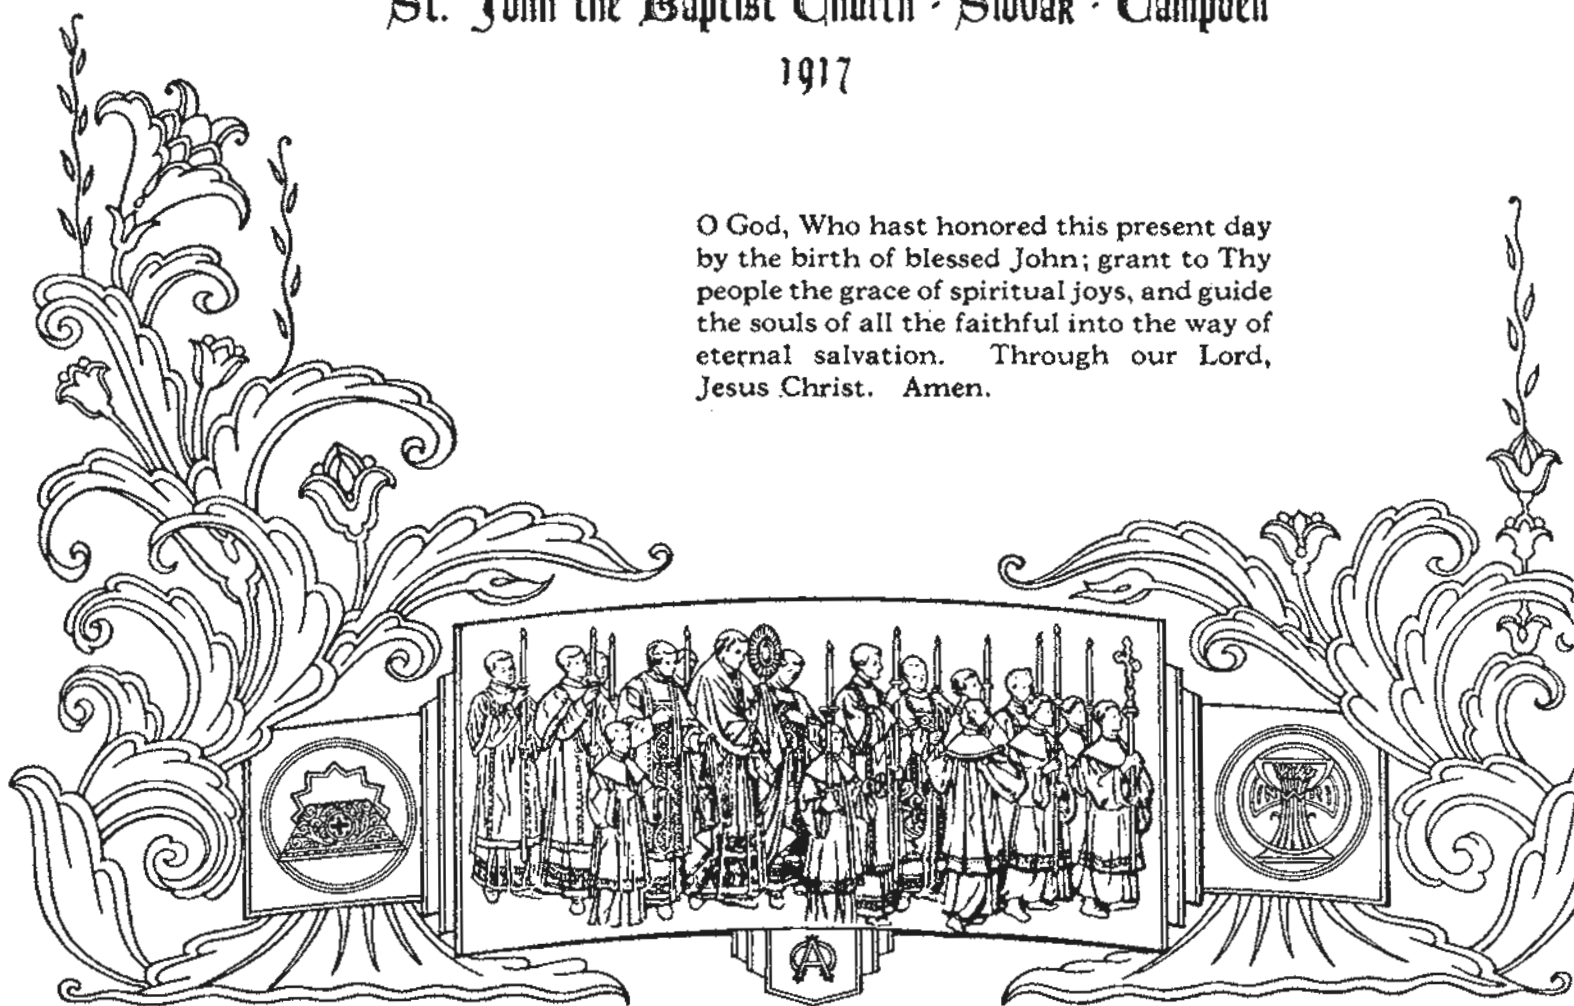 St. John the Baptist Church · Slovak · Campbell
1917
O God, Who hast honored this present day
by the birth of blessed John; grant to Thy
people the grace of spiritual joys, and guide
the souls of all the faithful into the way of
eternal salvation. Through our Lord,
Jesus Christ. Amen.